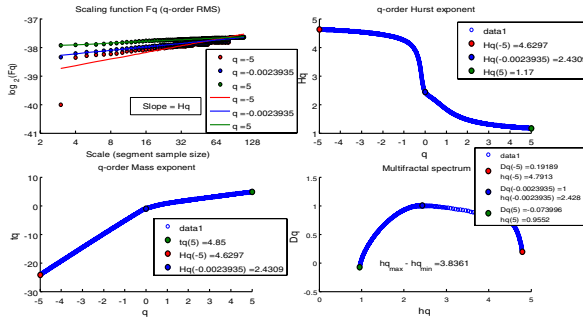 Scaling function Fq (q-order RMS)
log2(Fq)
-37
-38
-39
-40
-41
2 4 8 16 32 64 128
Scale (segment sample size)
Slope = Hq
q =-5
q =-0.0023935
q =5
q =-5
q =-0.0023935
q =5
q-order Hurst exponent
Hq
5
4
3
2
1
-5 0 5
q
data1
Hq(-5) =4.6297
Hq(-0.0023935) =2.4309
Hq(5) =1.17
q-order Mass exponent
tq
10
0
-10
-20
-30
-5 -4 -3 -2 -1 0 1 2 3 4 5
q
data1
tq(5) =4.85
Hq(-5) =4.6297
Hq(-0.0023935) =2.4309
Multifractal spectrum
Dq
1.5
1
0.5
0
-0.5
0 1 2 3 4 5
hq
hqmax - hqmin =3.8361
data1
Dq(-5) =0.19189
hq(-5) =4.7913
Dq(-0.0023935) =1
hq(-0.0023935) =2.428
Dq(5) =-0.073996
hq(5) =0.9552